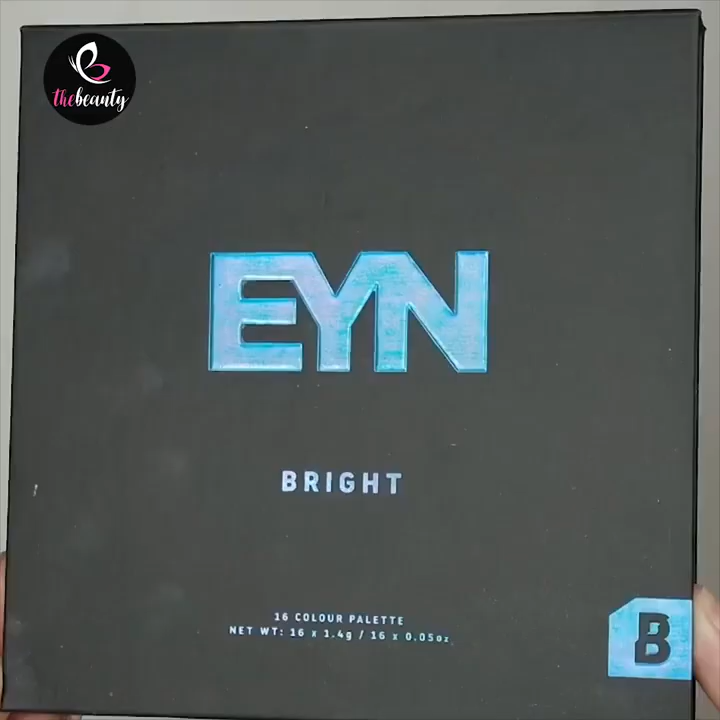 thebeauty
EYN
BRIGHT
16 COLOUR PALETTE
NET WT: 16 x 1.4g / 16 x 0.05oz.
B